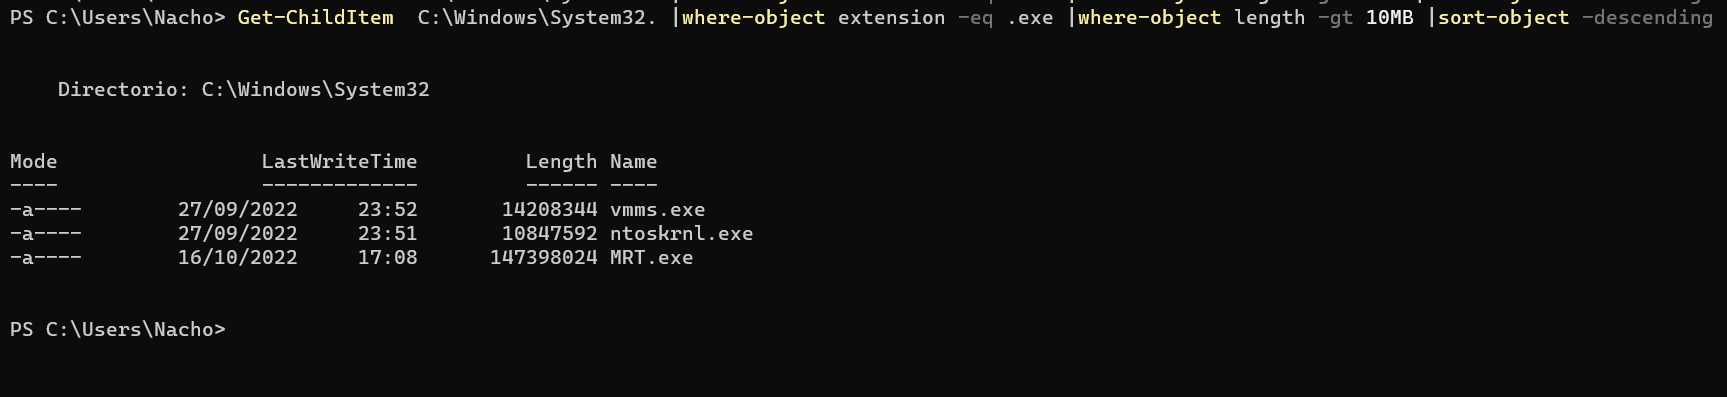 PS C:\Users\Nacho> Get-ChildItem  C:\Windows\System32. |where-object extension -eq .exe |where-object length -gt 10MB |sort-object -descending
    Directorio: C:\Windows\System32
Mode                 LastWriteTime         Length Name
----                 -------------         ------ ----
-a----        27/09/2022     23:52       14208344 vmms.exe
-a----        27/09/2022     23:51       10847592 ntoskrnl.exe
-a----        16/10/2022     17:08      147398024 MRT.exe
PS C:\Users\Nacho>